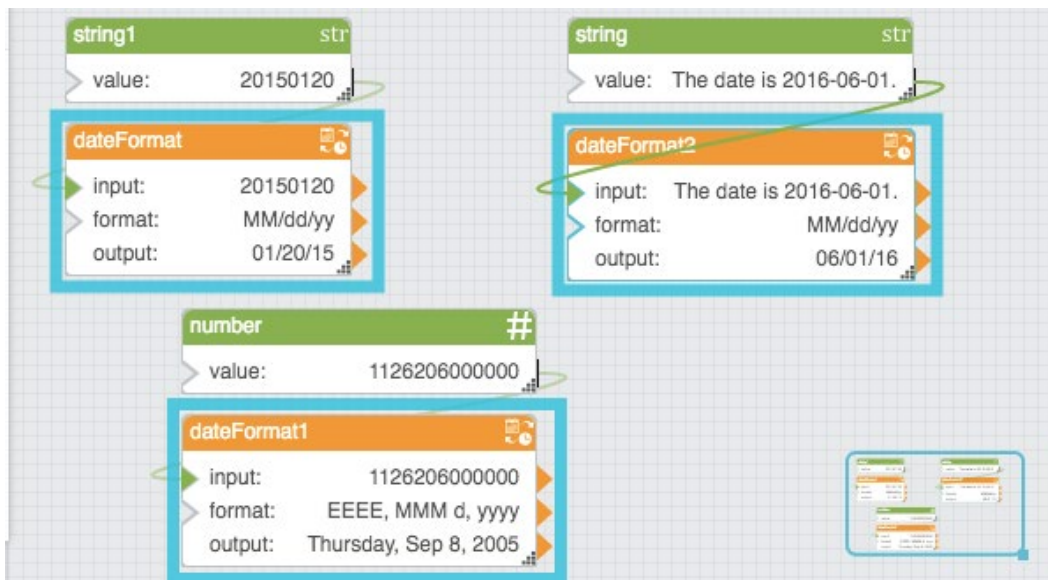 string1 str
value: 20150120
dateFormat
input: 20150120
format: MM/dd/yy
output: 01/20/15
string str
value: The date is 2016-06-01.
dateFormat2
input: The date is 2016-06-01.
format: MM/dd/yy
output: 06/01/16
number #
value: 1126206000000
dateFormat1
input: 1126206000000
format: EEEE, MMM d, yyyy
output: Thursday, Sep 8, 2005